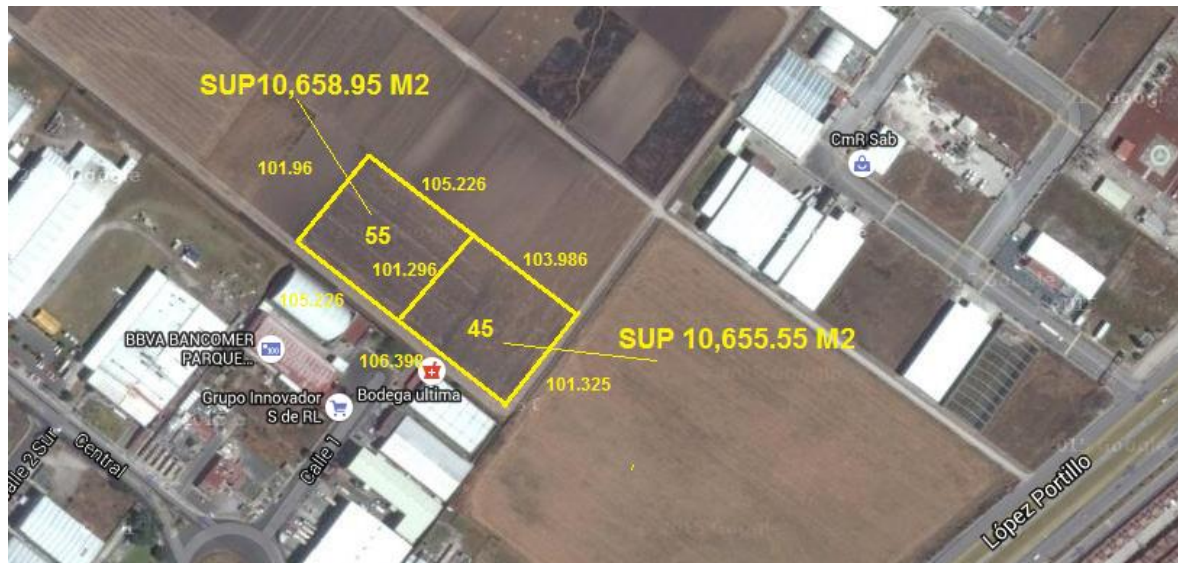 SUP10,658.95 M2
101.96
105.226
55
101.296
103.986
105.226
45
SUP 10,655.55 M2
106.398
101.325
CmR Sab
BBVA BANCOMER
PARQUE...
Grupo Innovador
S de RL
Bodega ultima
Calle 1
Central
alle 2 Sur
López Portillo